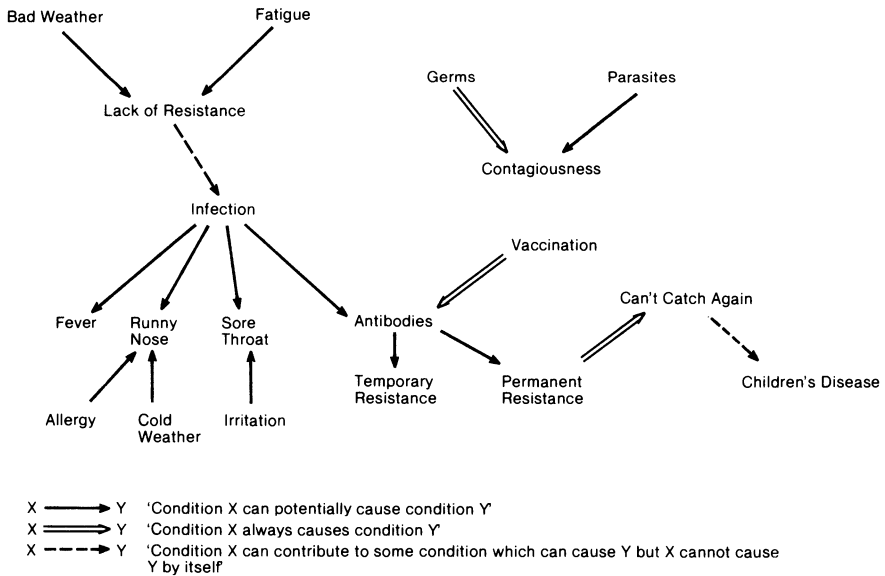 Bad Weather
Fatigue
Germs
Parasites
Lack of Resistance
Contagiousness
Infection
Vaccination
Can't Catch Again
Fever
Runny
Nose
Sore
Throat
Antibodies
Temporary
Resistance
Permanent
Resistance
Children's Disease
Allergy
Cold
Weather
Irritation
X Y 'Condition X can potentially cause condition Y'
X Y 'Condition X always causes condition Y'
X Y 'Condition X can contribute to some condition which can cause Y but X cannot cause
Y by itself'